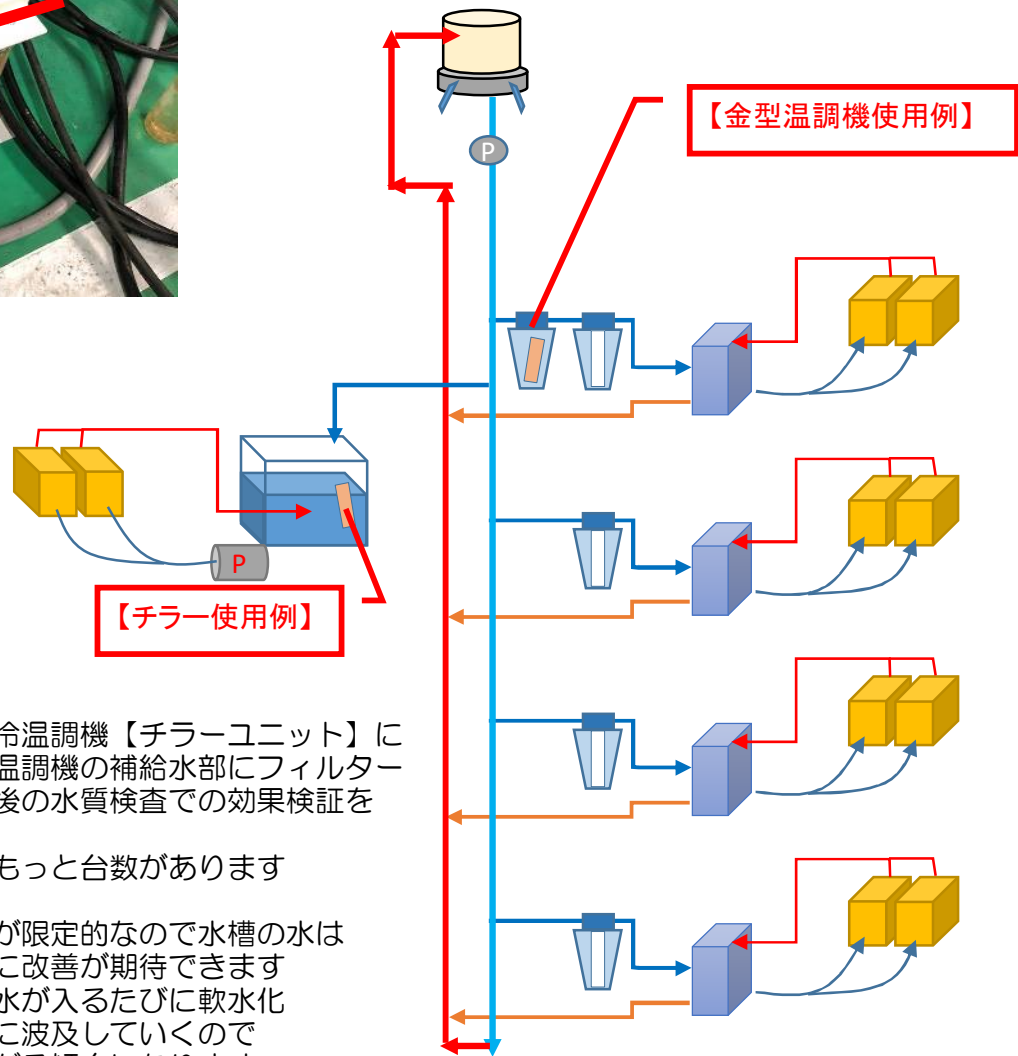 P
【金型温調機使用例】
P
【チラー使用例】
冷温調機【チラーユニット】に
温調機の補給水部にフィルター
後の水質検査での効果検証を
もっと台数があります
が限定的なので水槽の水は
に改善が期待できます
水が入るたびに軟水化
に波及していくので